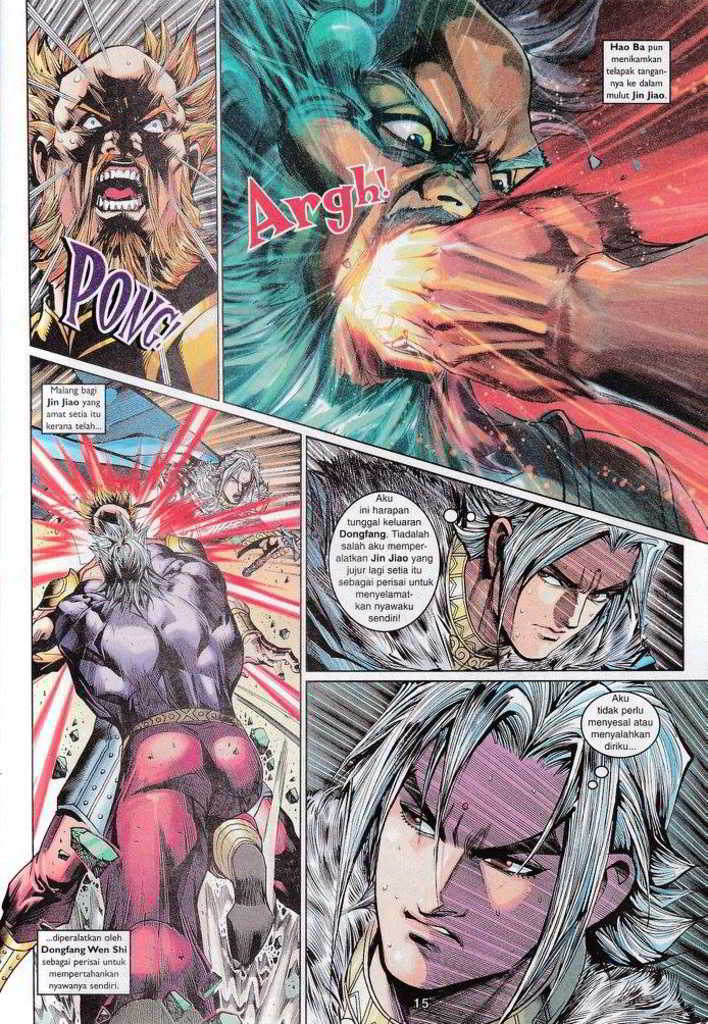 PONG!
Hao Ba pun
menikamkan
telapak tangan-
nya ke dalam
mulut Jin Jiao.
Argh!
Malang bagi
Jin Jiao yang
amat setia itu
kerana telah...
...diperalatkan oleh
Dongfang Wen Shi
sebagai perisai untuk
mempertahankan
nyawanya sendiri.
Aku
ini harapan
tunggal keluaran
Dongfang. Tiadalah
salah aku memper-
alatkan Jin Jiao yang
jujur lagi setia itu
sebagai perisai untuk
menyelamat-
kan nyawaku
sendiri!
Aku
tidak perlu
menyesal atau
menyalahkan
diriku...
15